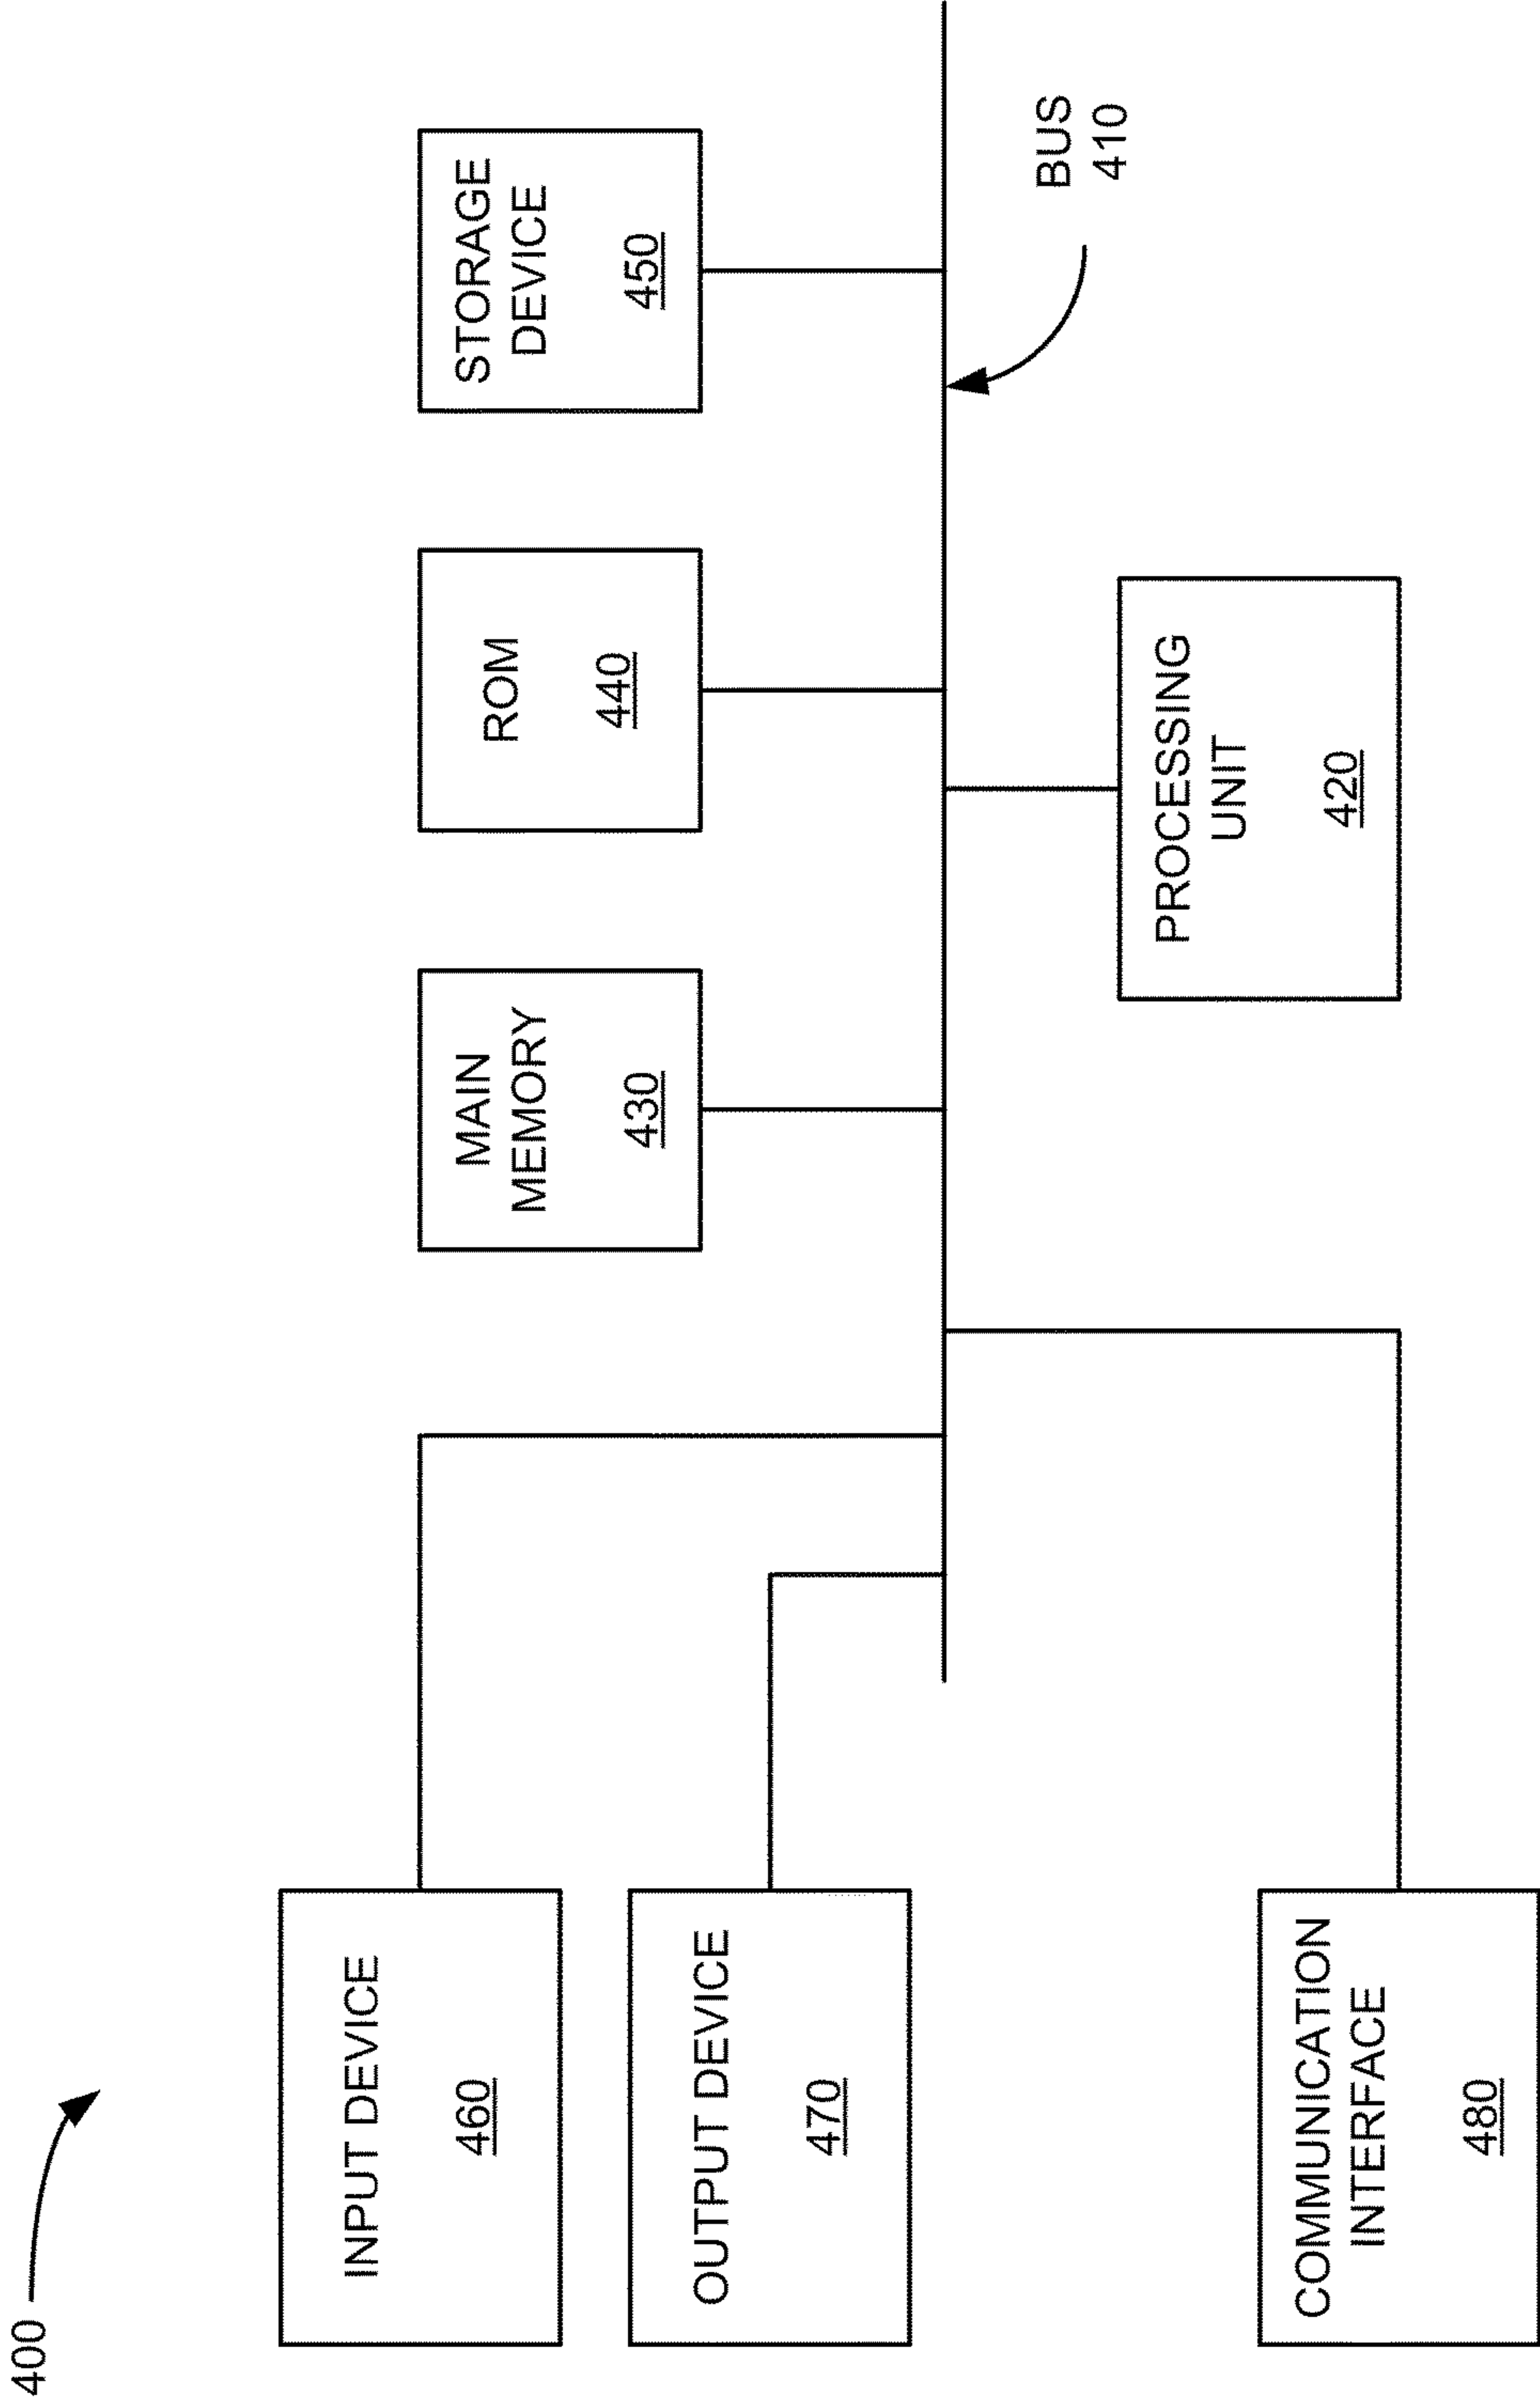 400
INPUT DEVICE
460
OUTPUT DEVICE
470
COMMUNICATION
INTERFACE
480
MAIN
MEMORY
430
ROM
440
STORAGE
DEVICE
450
PROCESSING
UNIT
420
BUS
410